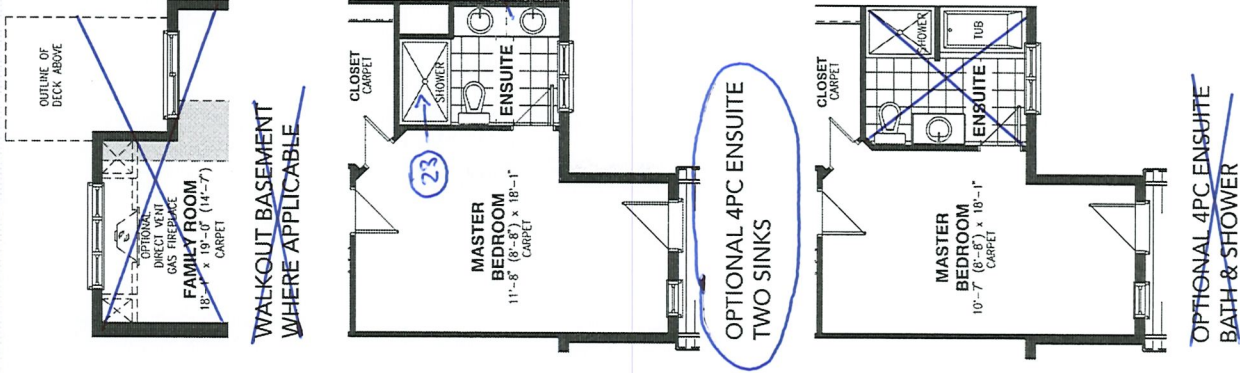 OUTLINE OF
DECK ABOVE
OPTIONAL
DIRECT VENT
GAS FIREPLACE
FAMILY ROOM
18'-1" x 19'-0" (14'-7")
CARPET
WALKOUT BASEMENT
WHERE APPLICABLE
CLOSET
CARPET
SHOWER
ENSUITE
23
MASTER
BEDROOM
11'-8" (8'-8") x 18'-1"
CARPET
OPTIONAL 4PC ENSUITE
TWO SINKS
CLOSET
CARPET
SHOWER
TUB
ENSUITE
MASTER
BEDROOM
10'-7" (8'-8") x 18'-1"
CARPET
OPTIONAL 4PC ENSUITE
BATH & SHOWER